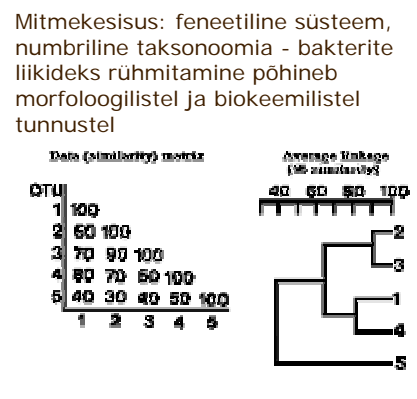 Mitmekesisus: feneetiline süsteem,
numbriline taksonoomia - bakterite
liikideks rühmitamine põhineb
morfoloogilistel ja biokeemilistel
tunnustel
Data (similarity) matrix
Average linkage
(% similarity)
OTU
1 100
2 60 100
3 70 90 100
4 80 70 60 100
5 40 30 40 50 100
1 2 3 4 5
40 60 80 100
2
3
1
4
5